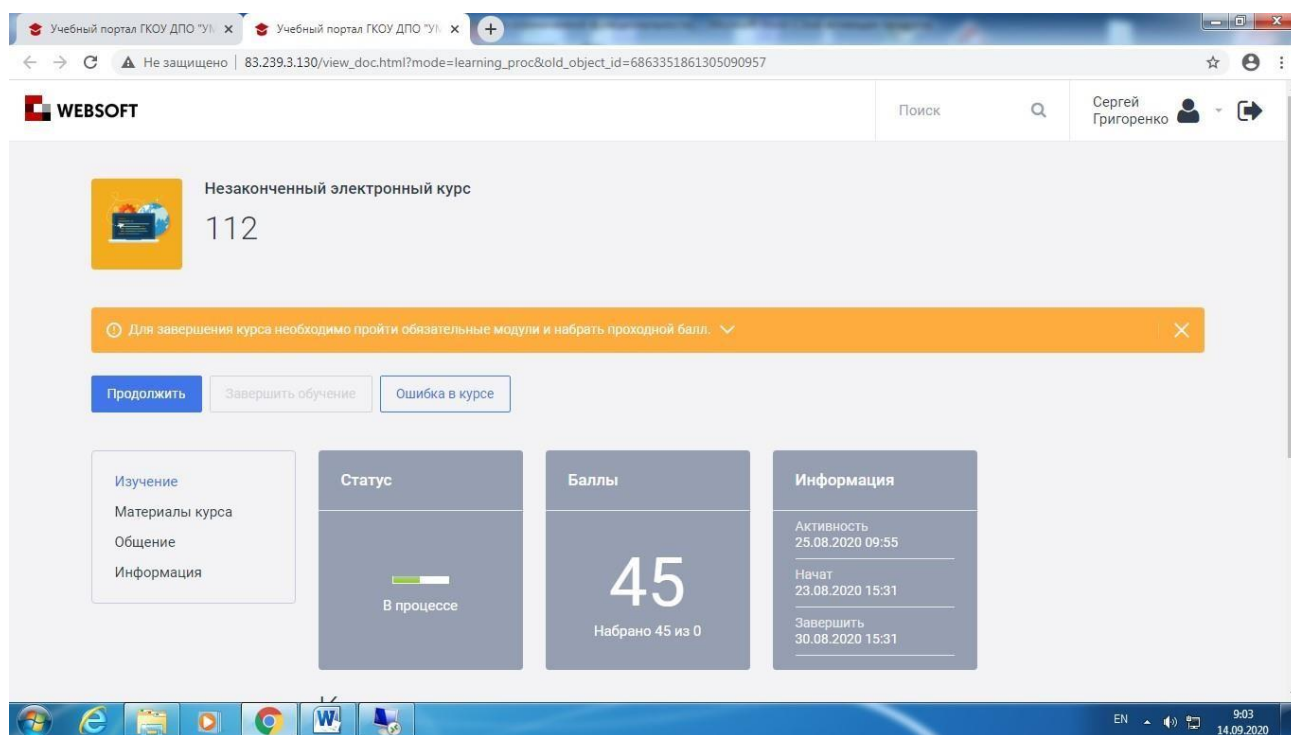 Учебный портал ГКОУ ДПО "УМ
Учебный портал ГКОУ ДПО "УМ
Не защищено
83.239.3.130/view_doc.html?mode=learning_proc&old_object_id=6863351861305090957
WEBSOFT
Поиск
Сергей
Григоренко
Незаконченный электронный курс
112
Для завершения курса необходимо пройти обязательные модули и набрать проходной балл.
Продолжить
Завершить обучение
Ошибка в курсе
Изучение
Материалы курса
Общение
Информация
Статус
В процессе
Баллы
45
Набрано 45 из 0
Информация
Активность
25.08.2020 09:55
Начат
23.08.2020 15:31
Завершить
30.08.2020 15:31
EN
9:03
14.09.2020